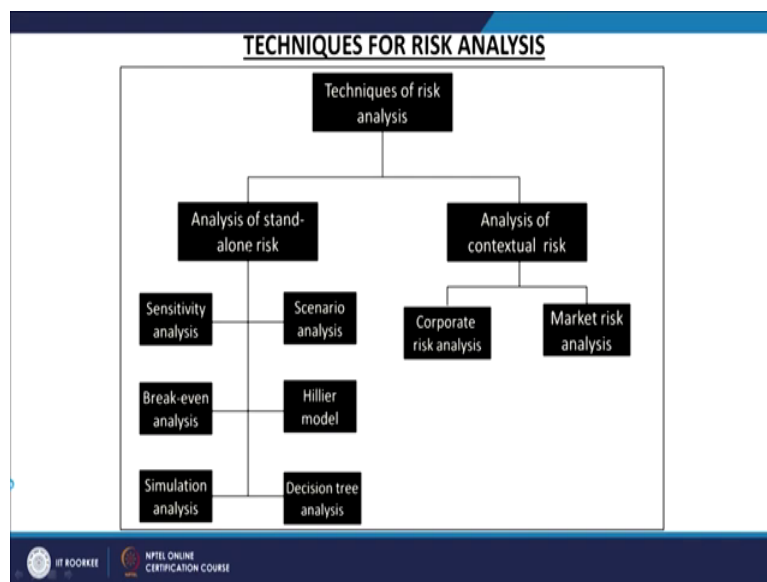 TECHNIQUES FOR RISK ANALYSIS
Techniques of risk
analysis
Analysis of stand-
alone risk
Analysis of
contextual risk
Sensitivity
analysis
Scenario
analysis
Corporate
risk analysis
Market risk
analysis
Break-even
analysis
Hillier
model
Simulation
analysis
Decision tree
analysis
IIT ROORKEE
NPTEL ONLINE
CERTIFICATION COURSE